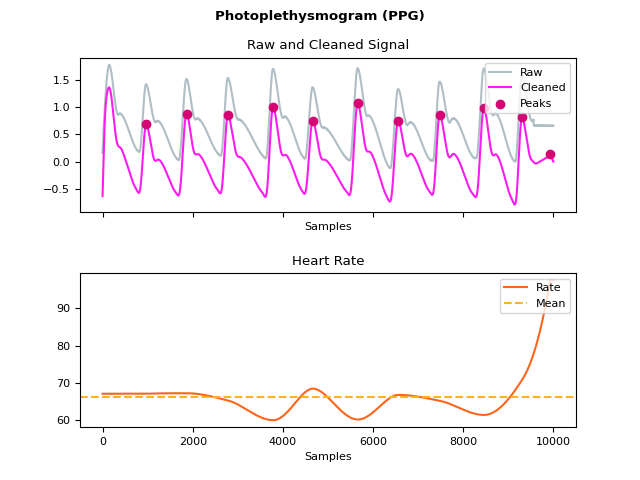 Photoplethysmogram (PPG)
Raw and Cleaned Signal
Raw
Cleaned
Peaks
1.5
1.0
0.5
0.0
−0.5
Samples
Heart Rate
Rate
Mean
90
80
70
60
0 2000 4000 6000 8000 10000
Samples